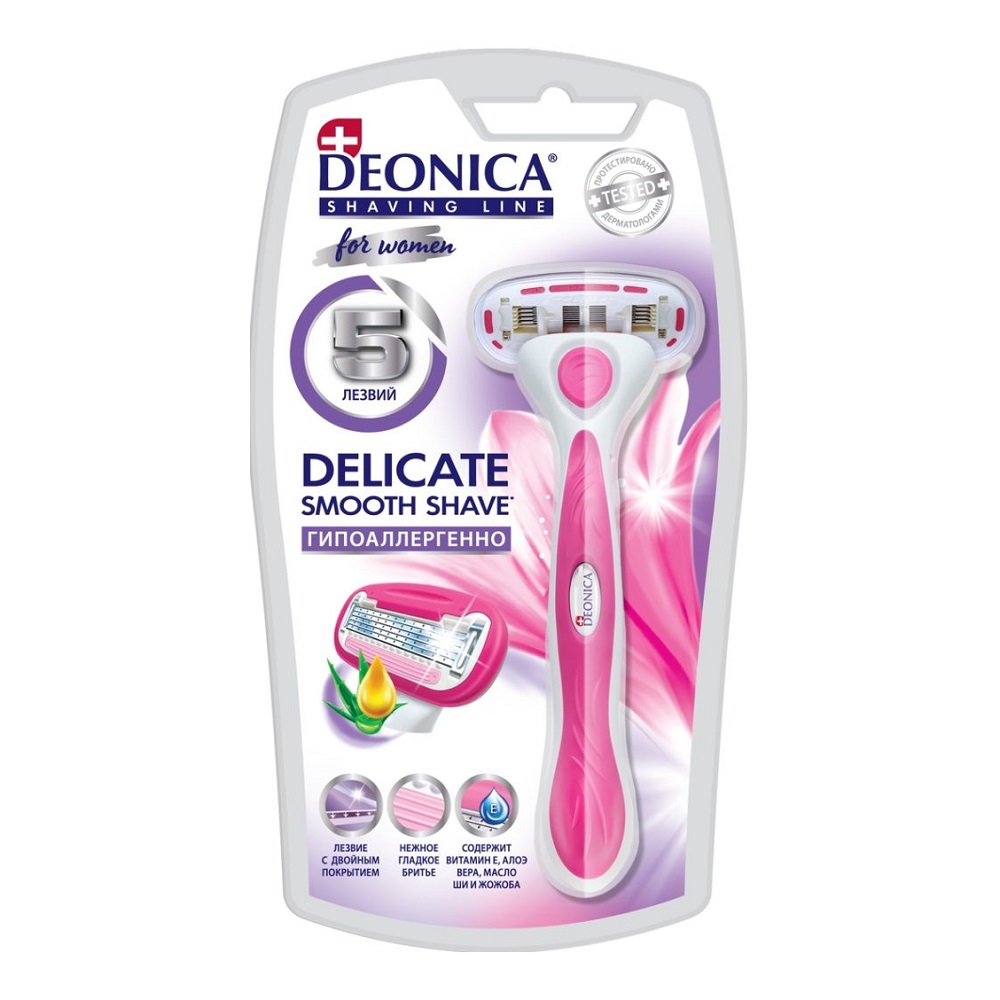 DEONICA®
SHAVING LINE
for women
ПРОТЕСТИРОВАНО
TESTED
ДЕРМАТОЛОГАМИ
5
ЛЕЗВИЙ
DELICATE
SMOOTH SHAVE*
ГИПОАЛЛЕРГЕННО
DEONICA
ЛЕЗВИЕ
С ДВОЙНЫМ
ПОКРЫТИЕМ
НЕЖНОЕ
ГЛАДКОЕ
БРИТЬЕ
E
СОДЕРЖИТ
ВИТАМИН Е, АЛОЭ
ВЕРА, МАСЛО
ШИ И ЖОЖОБА